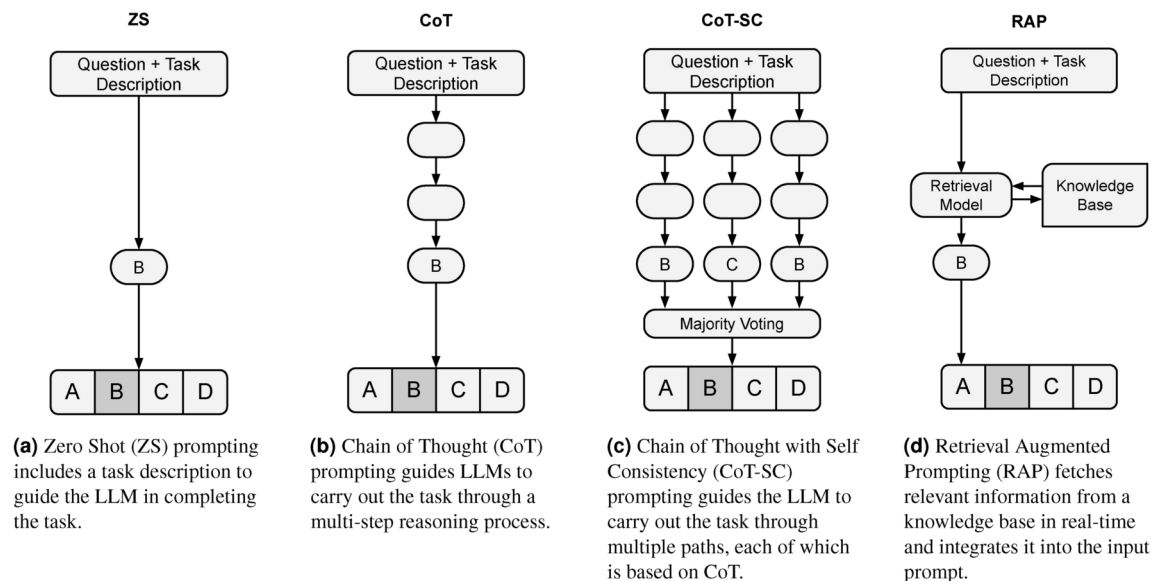 ZS
Question + Task
Description
B
A B C D
(a) Zero Shot (ZS) prompting
includes a task description to
guide the LLM in completing
the task.
CoT
Question + Task
Description
B
A B C D
(b) Chain of Thought (CoT)
prompting guides LLMs to
carry out the task through a
multi-step reasoning process.
CoT-SC
Question + Task
Description
B C B
Majority Voting
A B C D
(c) Chain of Thought with Self
Consistency (CoT-SC)
prompting guides the LLM to
carry out the task through
multiple paths, each of which
is based on CoT.
RAP
Question + Task
Description
Retrieval
Model
Knowledge
Base
B
A B C D
(d) Retrieval Augmented
Prompting (RAP) fetches
relevant information from a
knowledge base in real-time
and integrates it into the input
prompt.